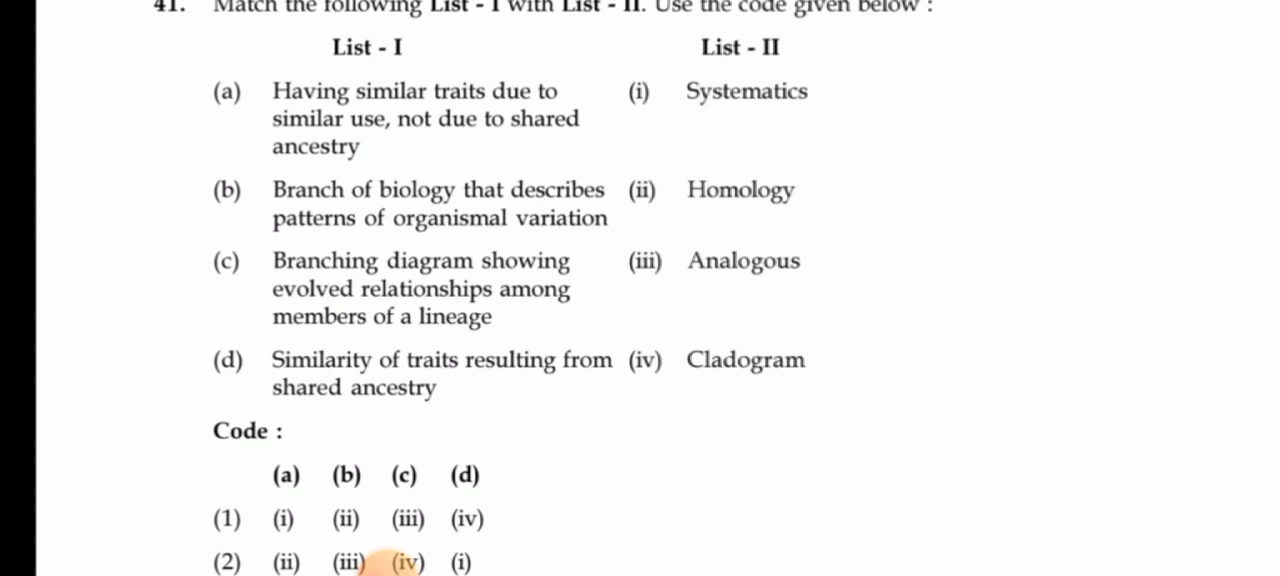 41. Match the following List - I with List - II. Use the code given below :
List - I List - II
(a) Having similar traits due to (i) Systematics
similar use, not due to shared
ancestry
(b) Branch of biology that describes (ii) Homology
patterns of organismal variation
(c) Branching diagram showing (iii) Analogous
evolved relationships among
members of a lineage
(d) Similarity of traits resulting from (iv) Cladogram
shared ancestry
Code :
(a) (b) (c) (d)
(1) (i) (ii) (iii) (iv)
(2) (ii) (iii) (iv) (i)